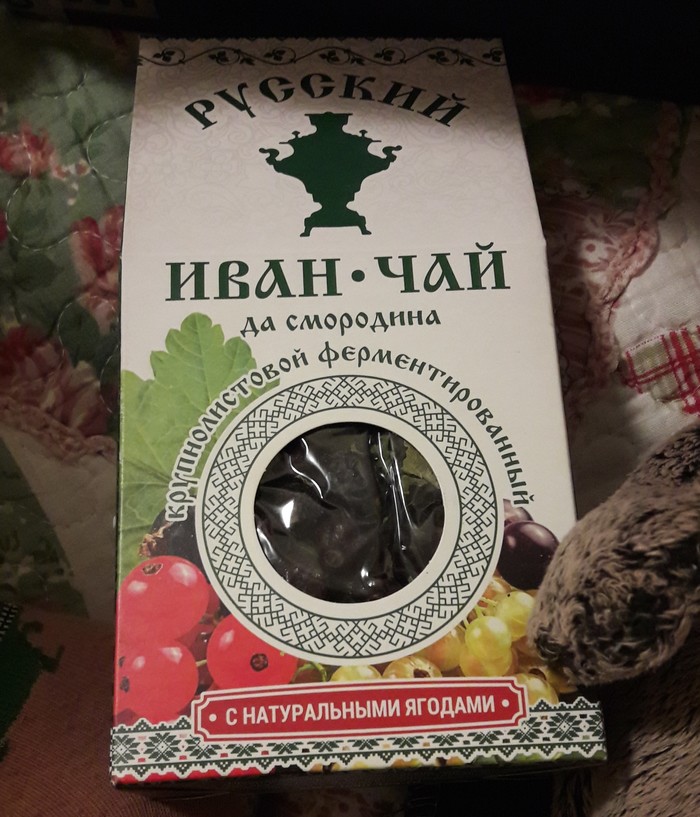 РУССКИЙ
ИВАН•ЧАЙ
да смородина
крупнолистовой ферментированный
• С НАТУРАЛЬНЫМИ ЯГОДАМИ •